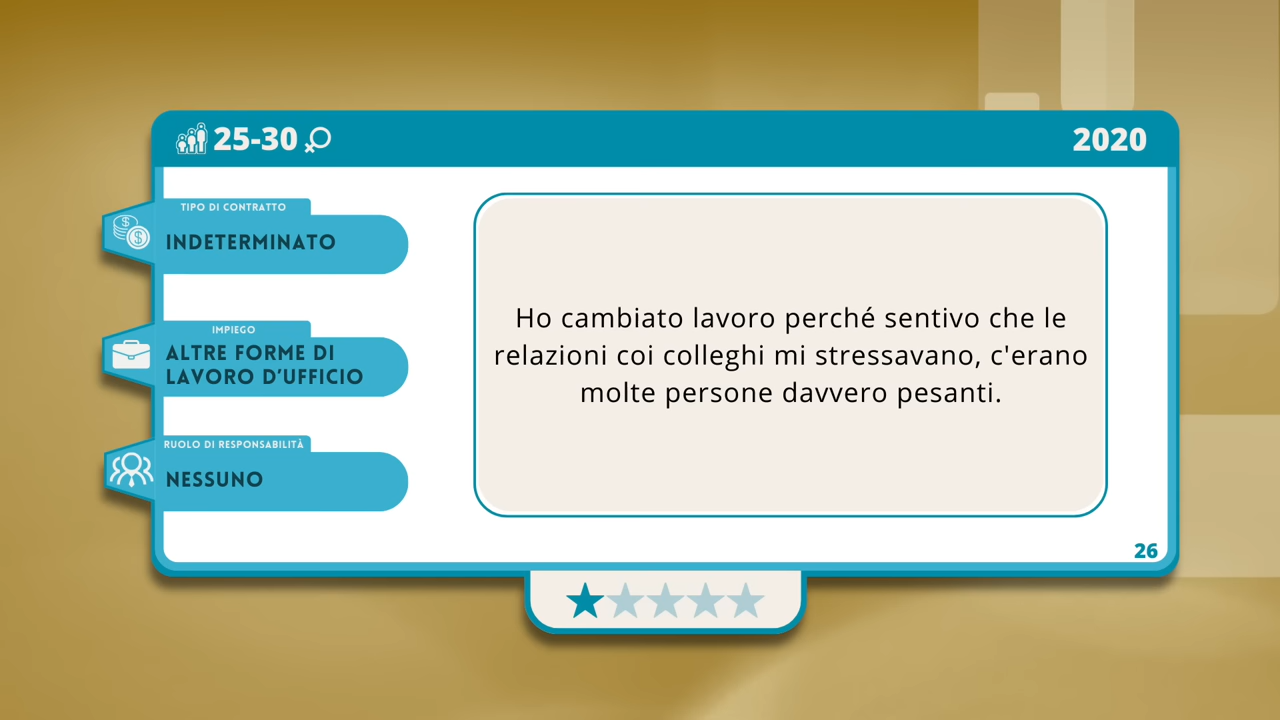 25-30
2020
TIPO DI CONTRATTO
INDETERMINATO
IMPIEGO
ALTRE FORME DI
LAVORO D'UFFICIO
RUOLO DI RESPONSABILITÀ
NESSUNO
Ho cambiato lavoro perché sentivo che le
relazioni coi colleghi mi stressavano, c'erano
molte persone davvero pesanti.
26